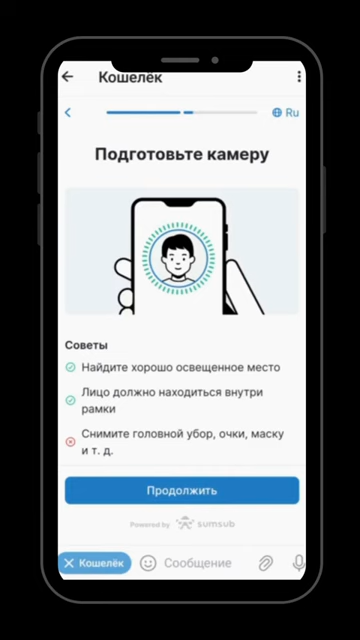 Кошелёк
Ru
Подготовьте камеру
Советы
Найдите хорошо освещенное место
Лицо должно находиться внутри
рамки
Снимите головной убор, очки, маску
и т. д.
Продолжить
Powered by sumsub
Кошелёк
Сообщение